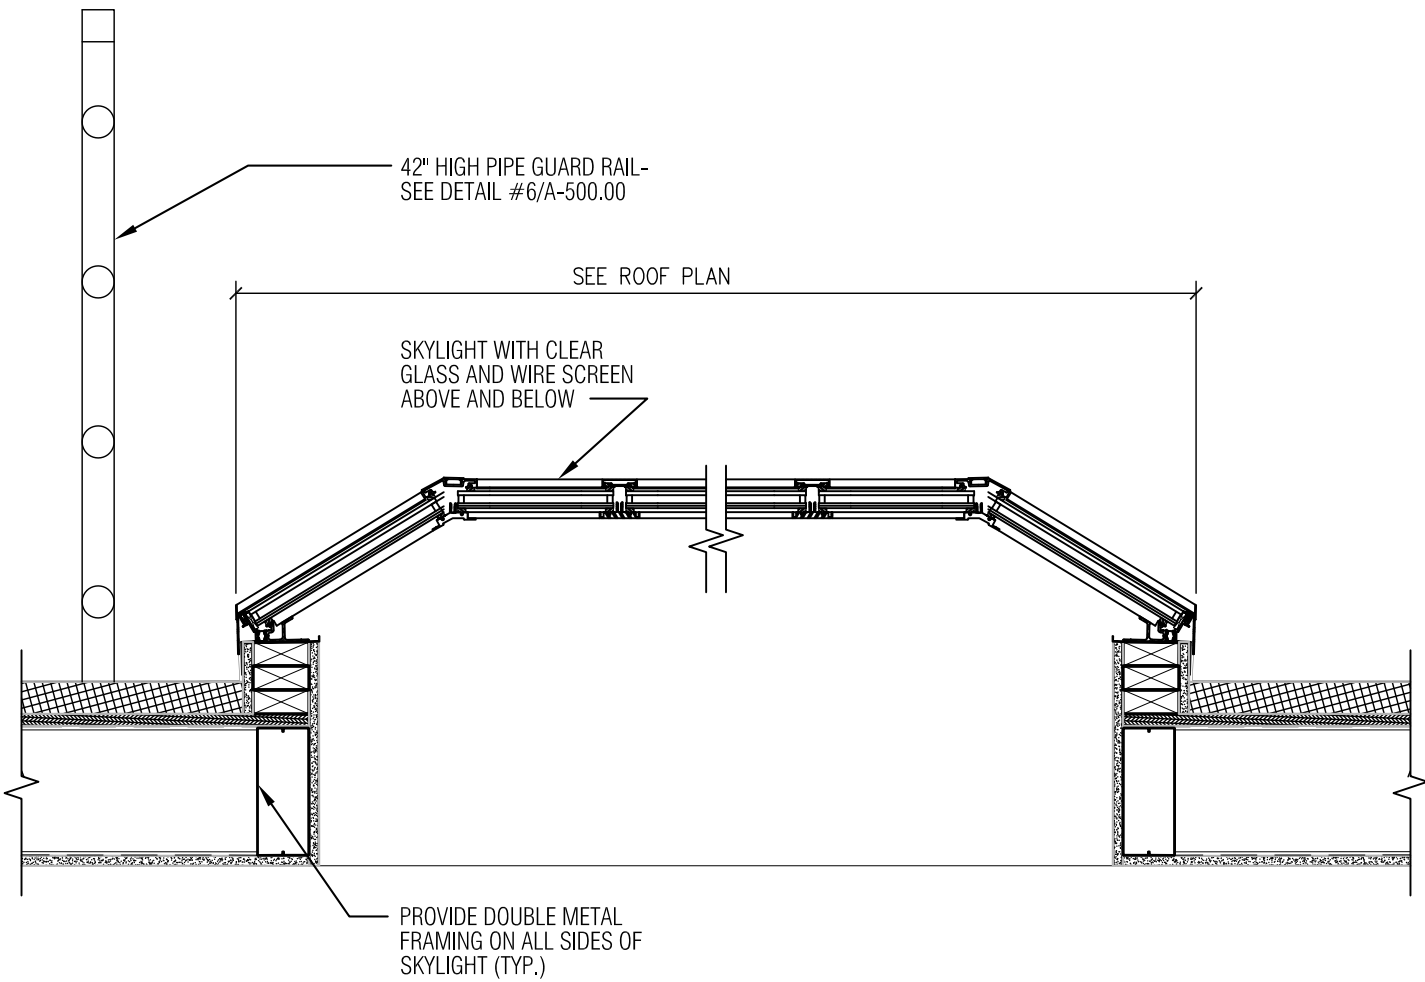 42" HIGH PIPE GUARD RAIL-
SEE DETAIL #6/A-500.00
SEE ROOF PLAN
SKYLIGHT WITH CLEAR
GLASS AND WIRE SCREEN
ABOVE AND BELOW
PROVIDE DOUBLE METAL
FRAMING ON ALL SIDES OF
SKYLIGHT (TYP.)